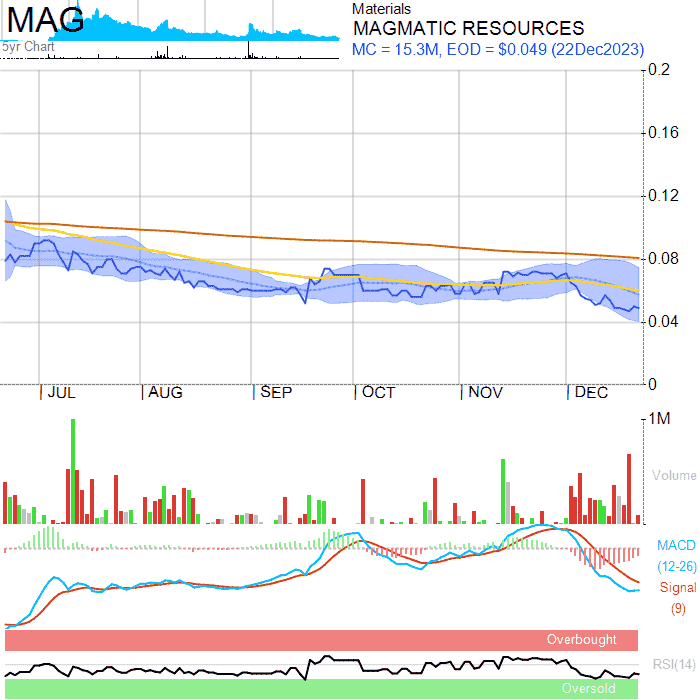 MAG
5yr Chart
Materials
MAGMATIC RESOURCES
MC = 15.3M, EOD = $0.049 (22Dec2023)
0.2
0.16
0.12
0.08
0.04
0
JUL AUG SEP OCT NOV DEC
1M
Volume
MACD
(12-26)
Signal
(9)
Overbought
RSI(14)
Oversold